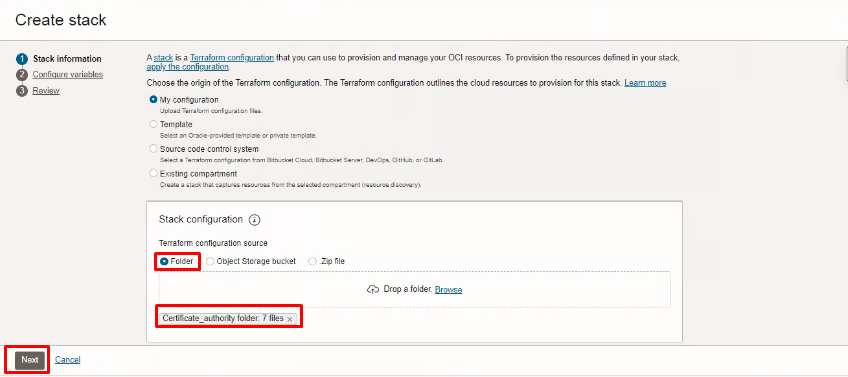 Create stack
1 Stack information
2 Configure variables
3 Review
A stack is a Terraform configuration that you can use to provision and manage your OCI resources. To provision the resources defined in your stack,
apply the configuration.
Choose the origin of the Terraform configuration. The Terraform configuration outlines the cloud resources to provision for this stack. Learn more
My configuration
Upload Terraform configuration files.
Template
Select an Oracle-provided template or private template.
Source code control system
Select a Terraform configuration from Bitbucket Cloud, Bitbucket Server, DevOps, GitHub, or GitLab.
Existing compartment
Create a stack that captures resources from the selected compartment (resource discovery).
Stack configuration i
Terraform configuration source
Folder Object Storage bucket .Zip file
Drop a folder. Browse
Certificate_authority folder: 7 files ×
Next Cancel